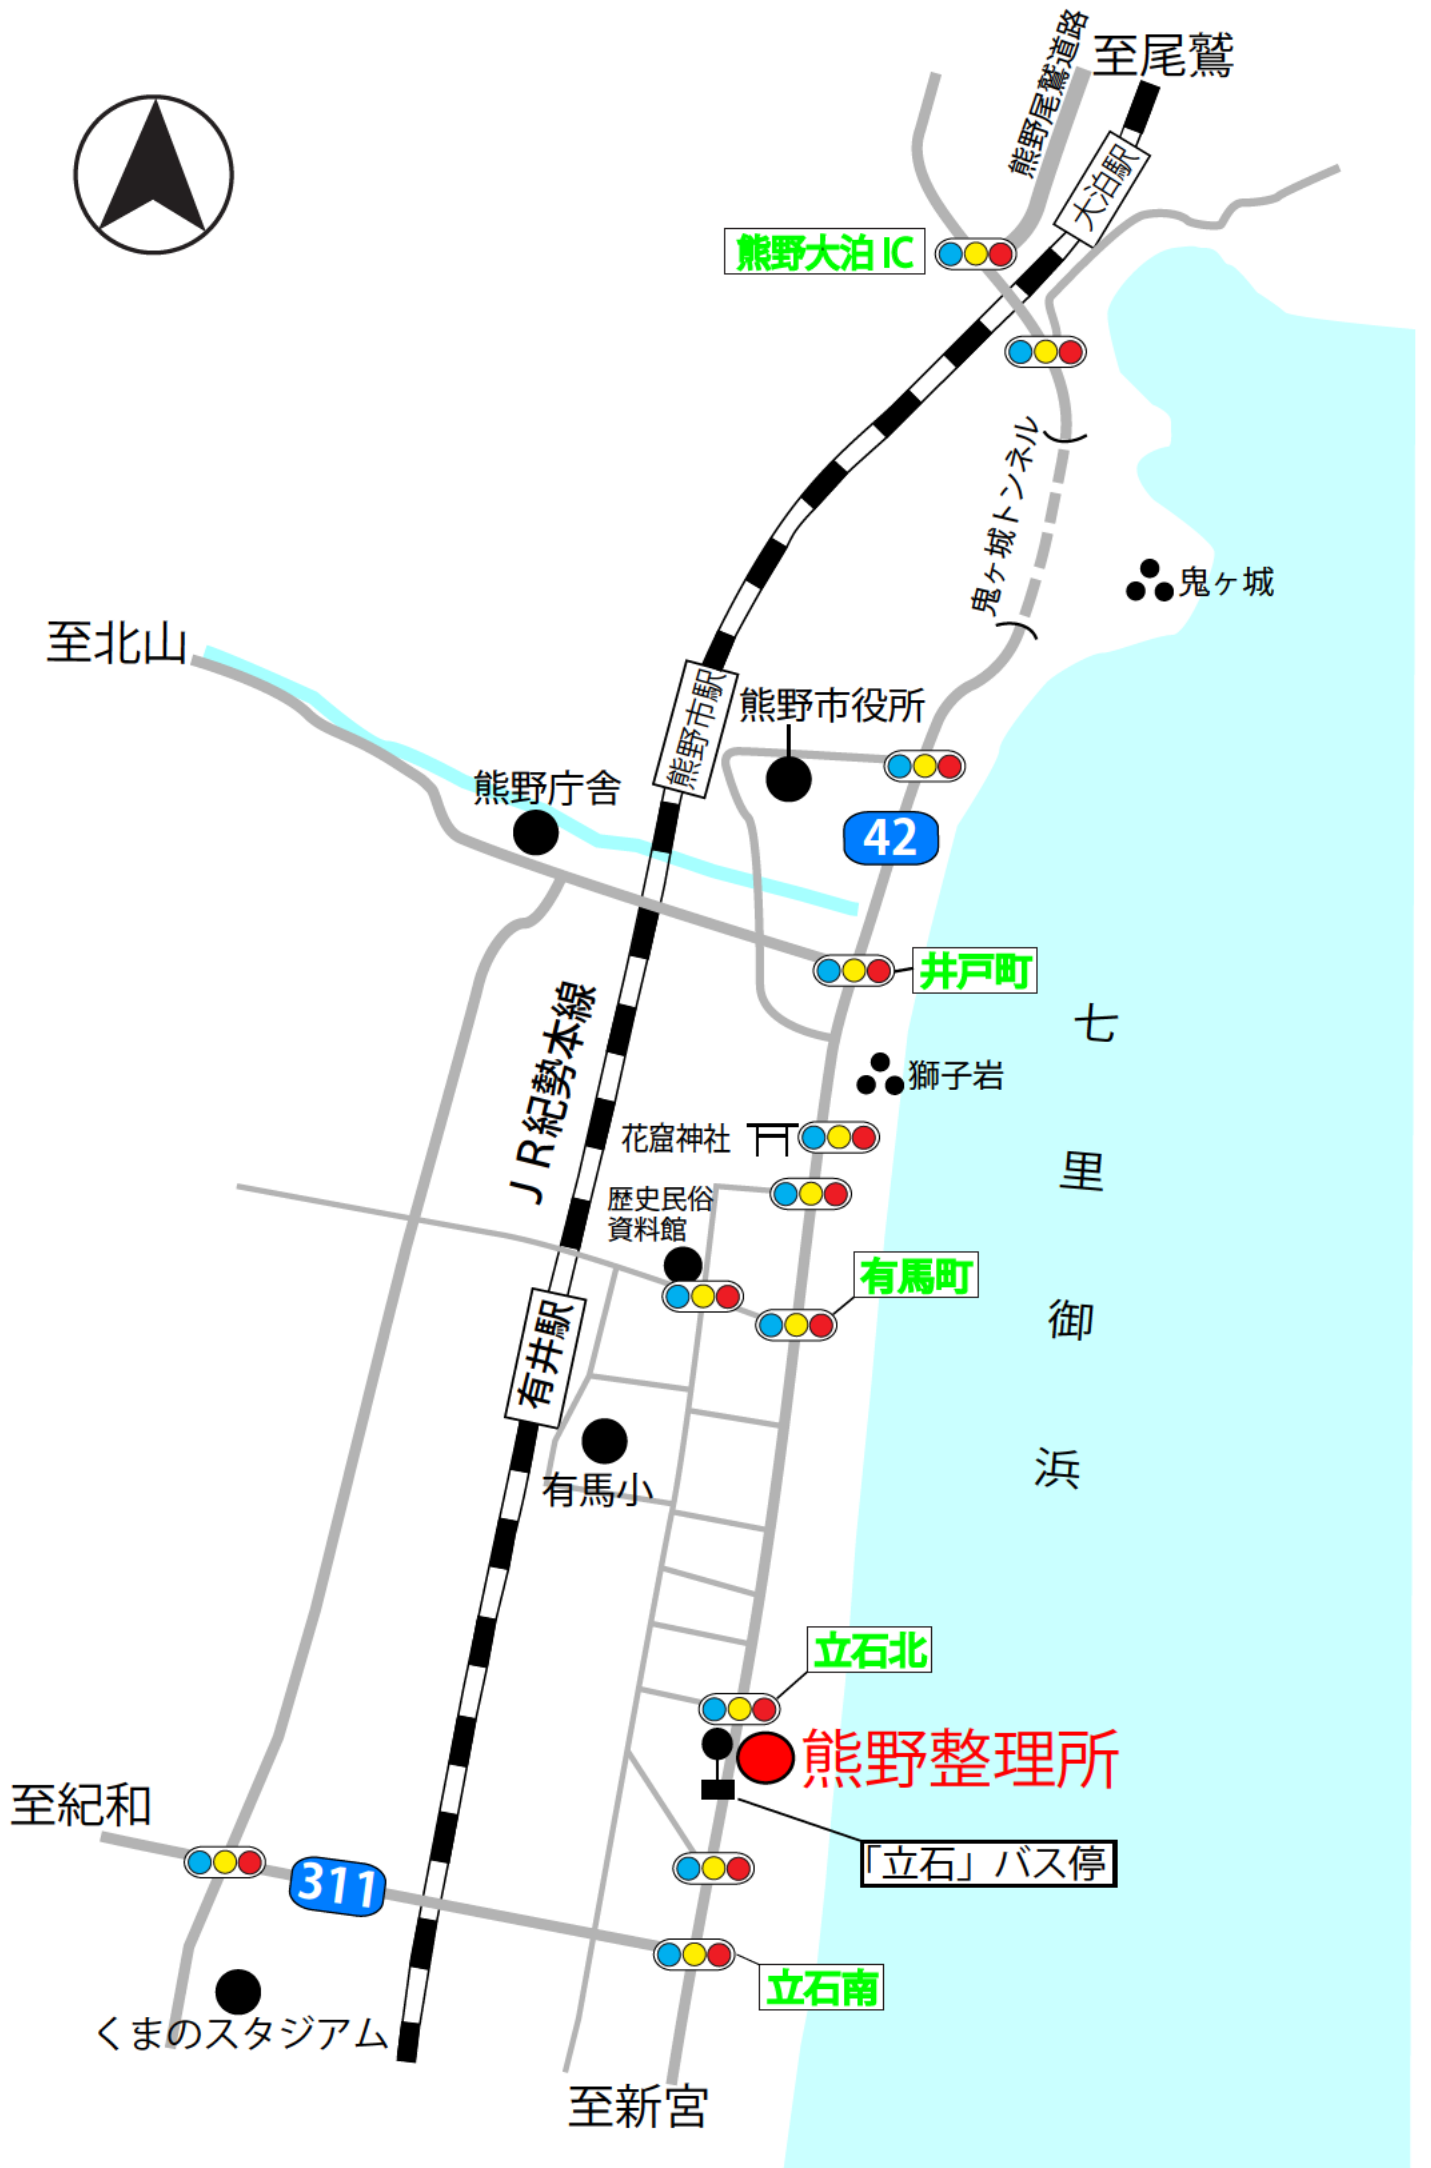 至尾鷲
熊野尾鷲道路
大泊駅
熊野大泊IC
鬼ヶ城トンネル
鬼ヶ城
至北山
熊野市駅
熊野市役所
熊野庁舎
42
井戸町
七里御浜
JR紀勢本線
獅子岩
花窟神社
歴史民俗
資料館
有馬町
有井駅
有馬小
立石北
熊野整理所
至紀和
「立石」バス停
311
立石南
くまのスタジアム
至新宮